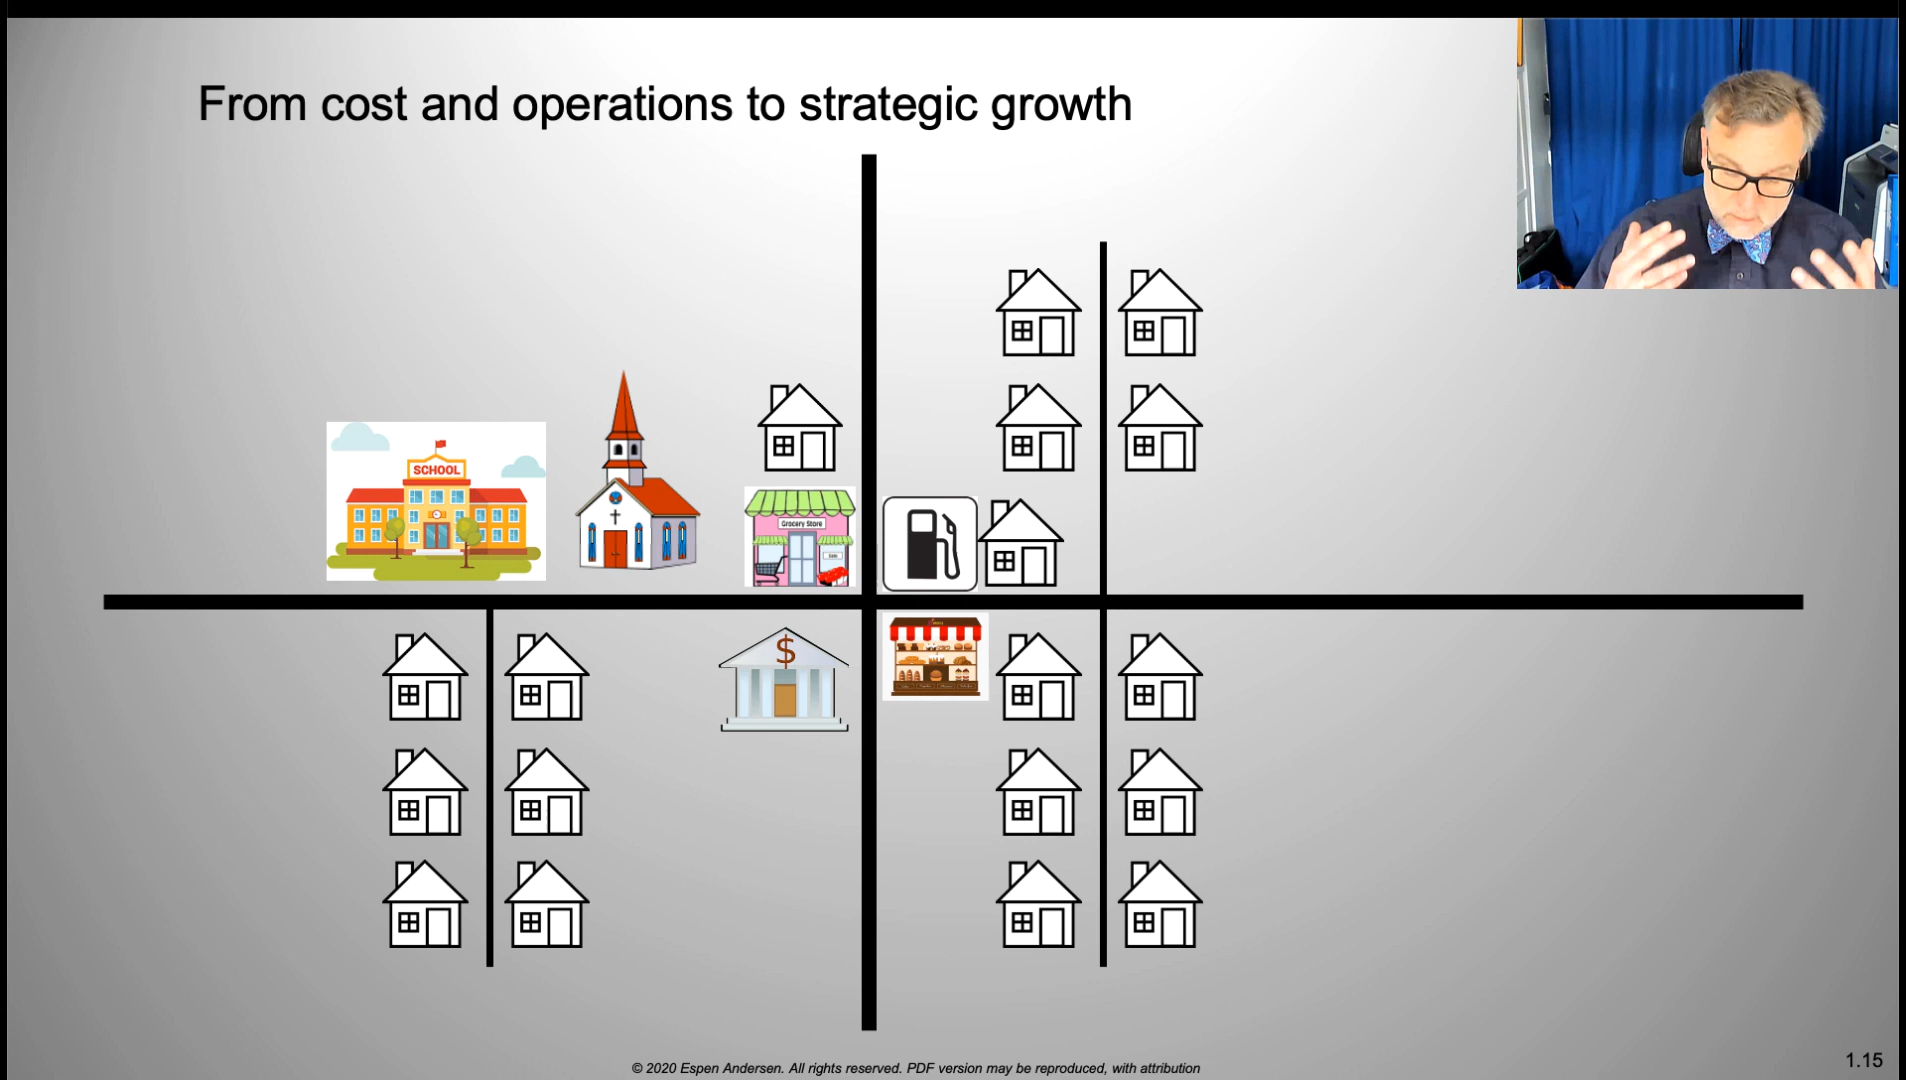 From cost and operations to strategic growth
SCHOOL
Grocery Store
$
© 2020 Espen Andersen. All rights reserved. PDF version may be reproduced, with attribution
1.15